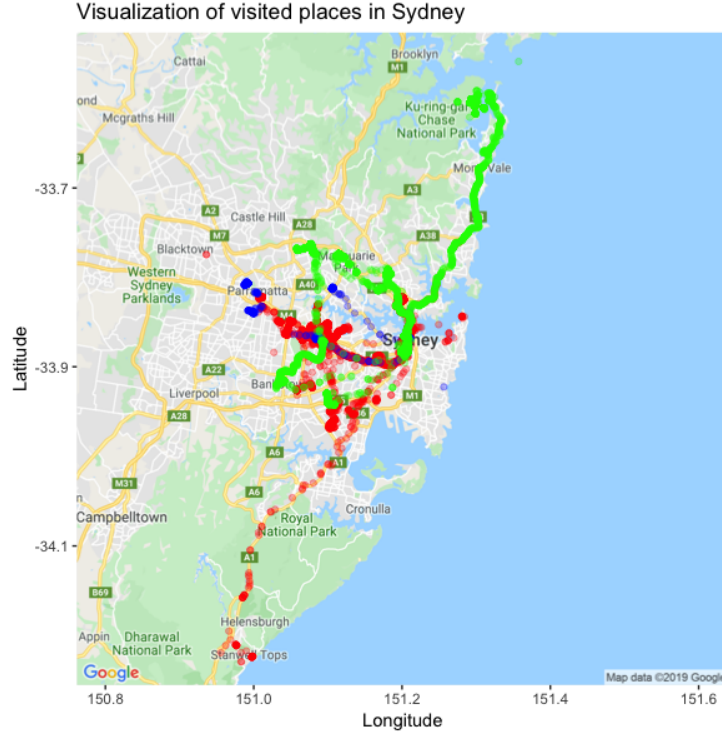 Visualization of visited places in Sydney
Brooklyn
Cattai
M1
ond
Mcgraths Hill
Ku-ring-gai
Chase
National Park
Mona Vale
-33.7
A3
A2
Castle Hill
A28
M7
A38
Blacktown
Macquarie
Park
Western
Sydney
Parklands
A40
Parramatta
M4
Sydney
Latitude
-33.9
A22
Bankstown
Liverpool
M1
A28
A6
A1
M31
A6
Cronulla
n
Campbelltown
Royal
National Park
-34.1
A1
B69
Helensburgh
Appin
Dharawal
National Park
Stanwell Tops
Google
Map data ©2019 Google
150.8
151.0
151.2
151.4
151.6
Longitude